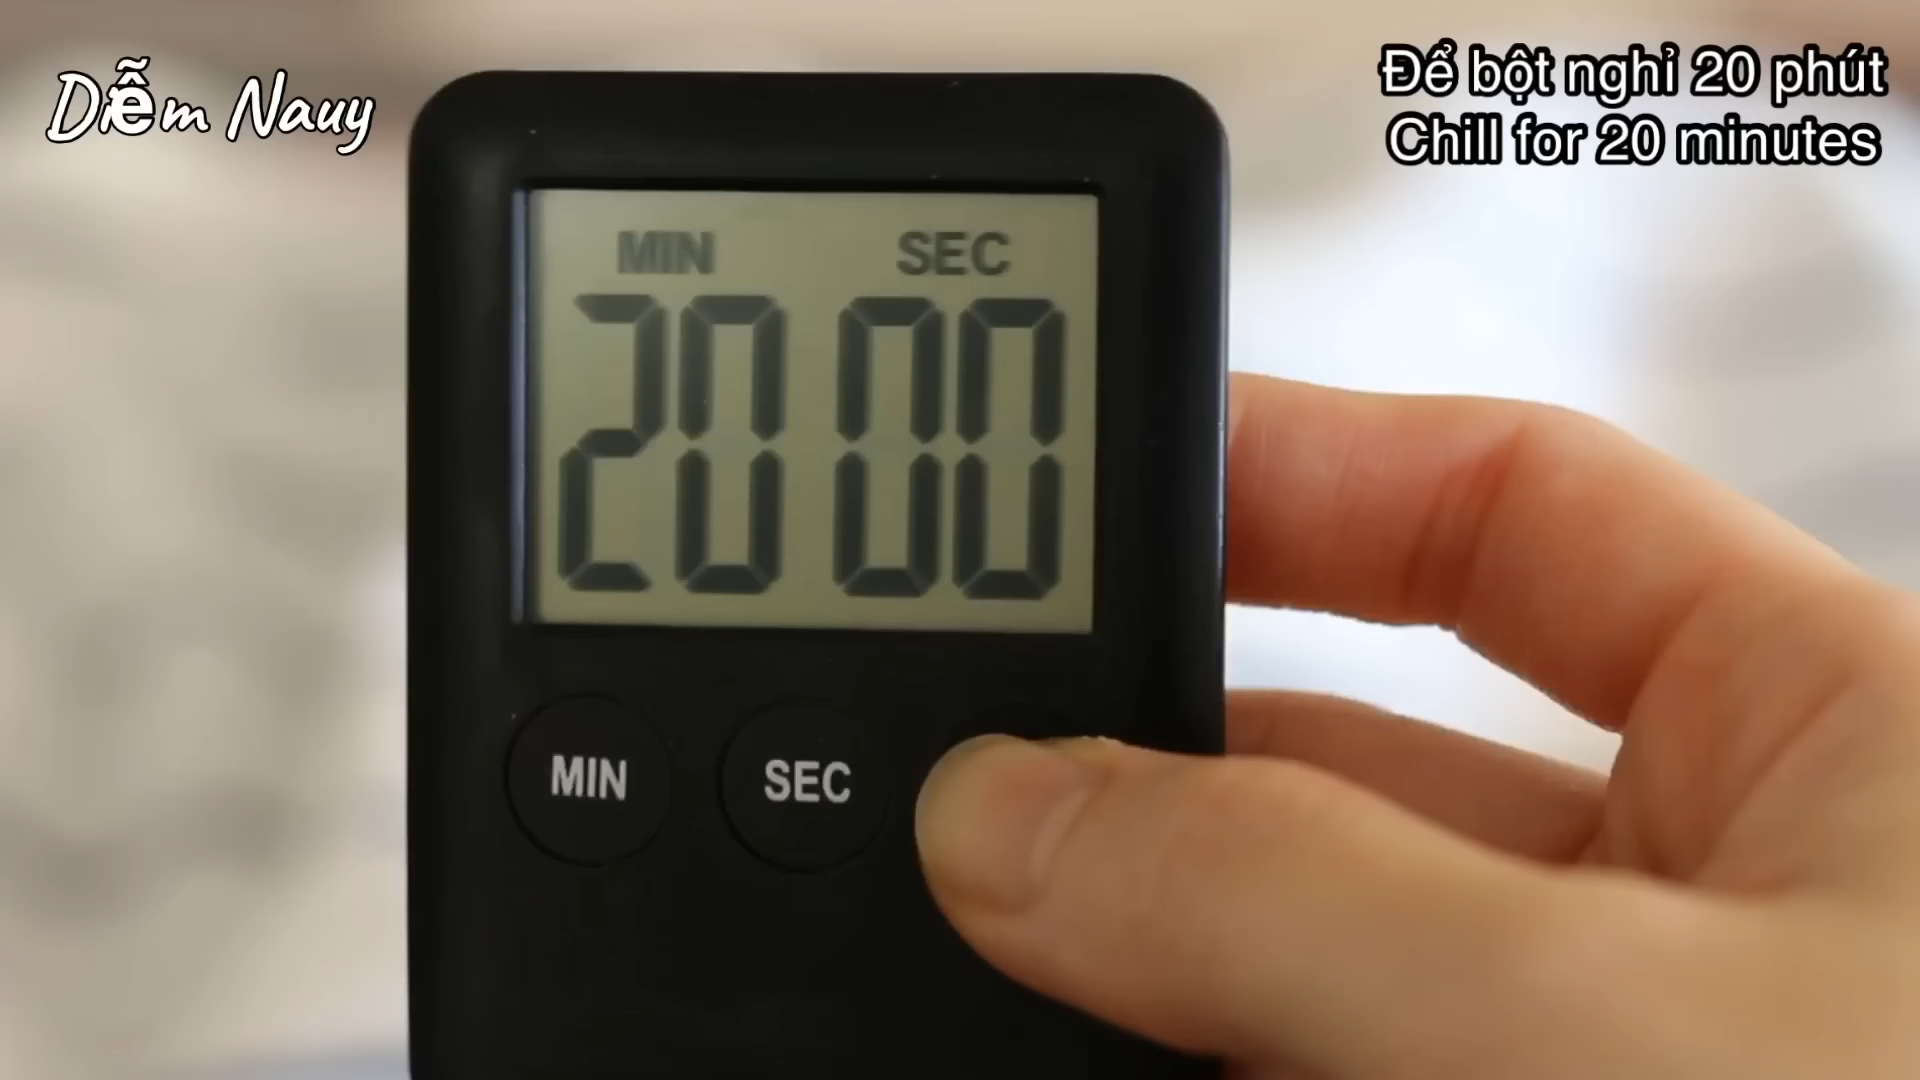 Diễm Nauy
Để bột nghỉ 20 phút
Chill for 20 minutes
MIN SEC
20 00
MIN SEC